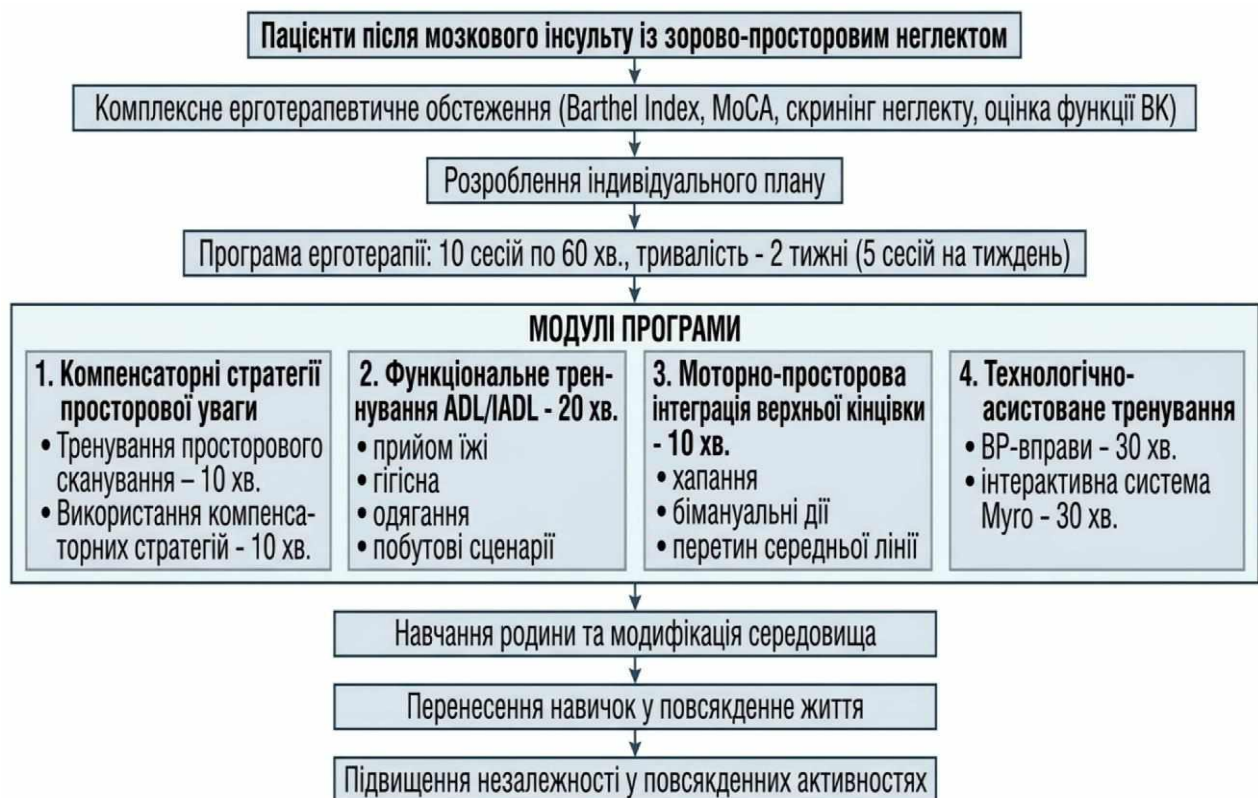 Пацієнти після мозкового інсульту із зорово-просторовим неглектом
Комплексне ерготерапевтичне обстеження (Barthel Index, MoCA, скринінг неглекту, оцінка функції ВК)
Розроблення індивідуального плану
Програма ерготерапії: 10 сесій по 60 хв., тривалість - 2 тижні (5 сесій на тиждень)
МОДУЛІ ПРОГРАМИ
1. Компенсаторні стратегії
просторової уваги
• Тренування просторового
сканування – 10 хв.
• Використання компенса-
торних стратегій - 10 хв.
2. Функціональне трен-
нування ADL/IADL - 20 хв.
• прийом їжі
• гігісна
• одягання
• побутові сценарії
3. Моторно-просторова
інтеграція верхньої кінцівки
- 10 хв.
• хапання
• бімануальні дії
• перетин середньої лінії
4. Технологічно-
асистоване тренування
• ВР-вправи – 30 хв.
• інтерактивна система
Myro – 30 хв.
Навчання родини та модифікація середовища
Перенесення навичок у повсякденне життя
Підвищення незалежності у повсякденних активностях